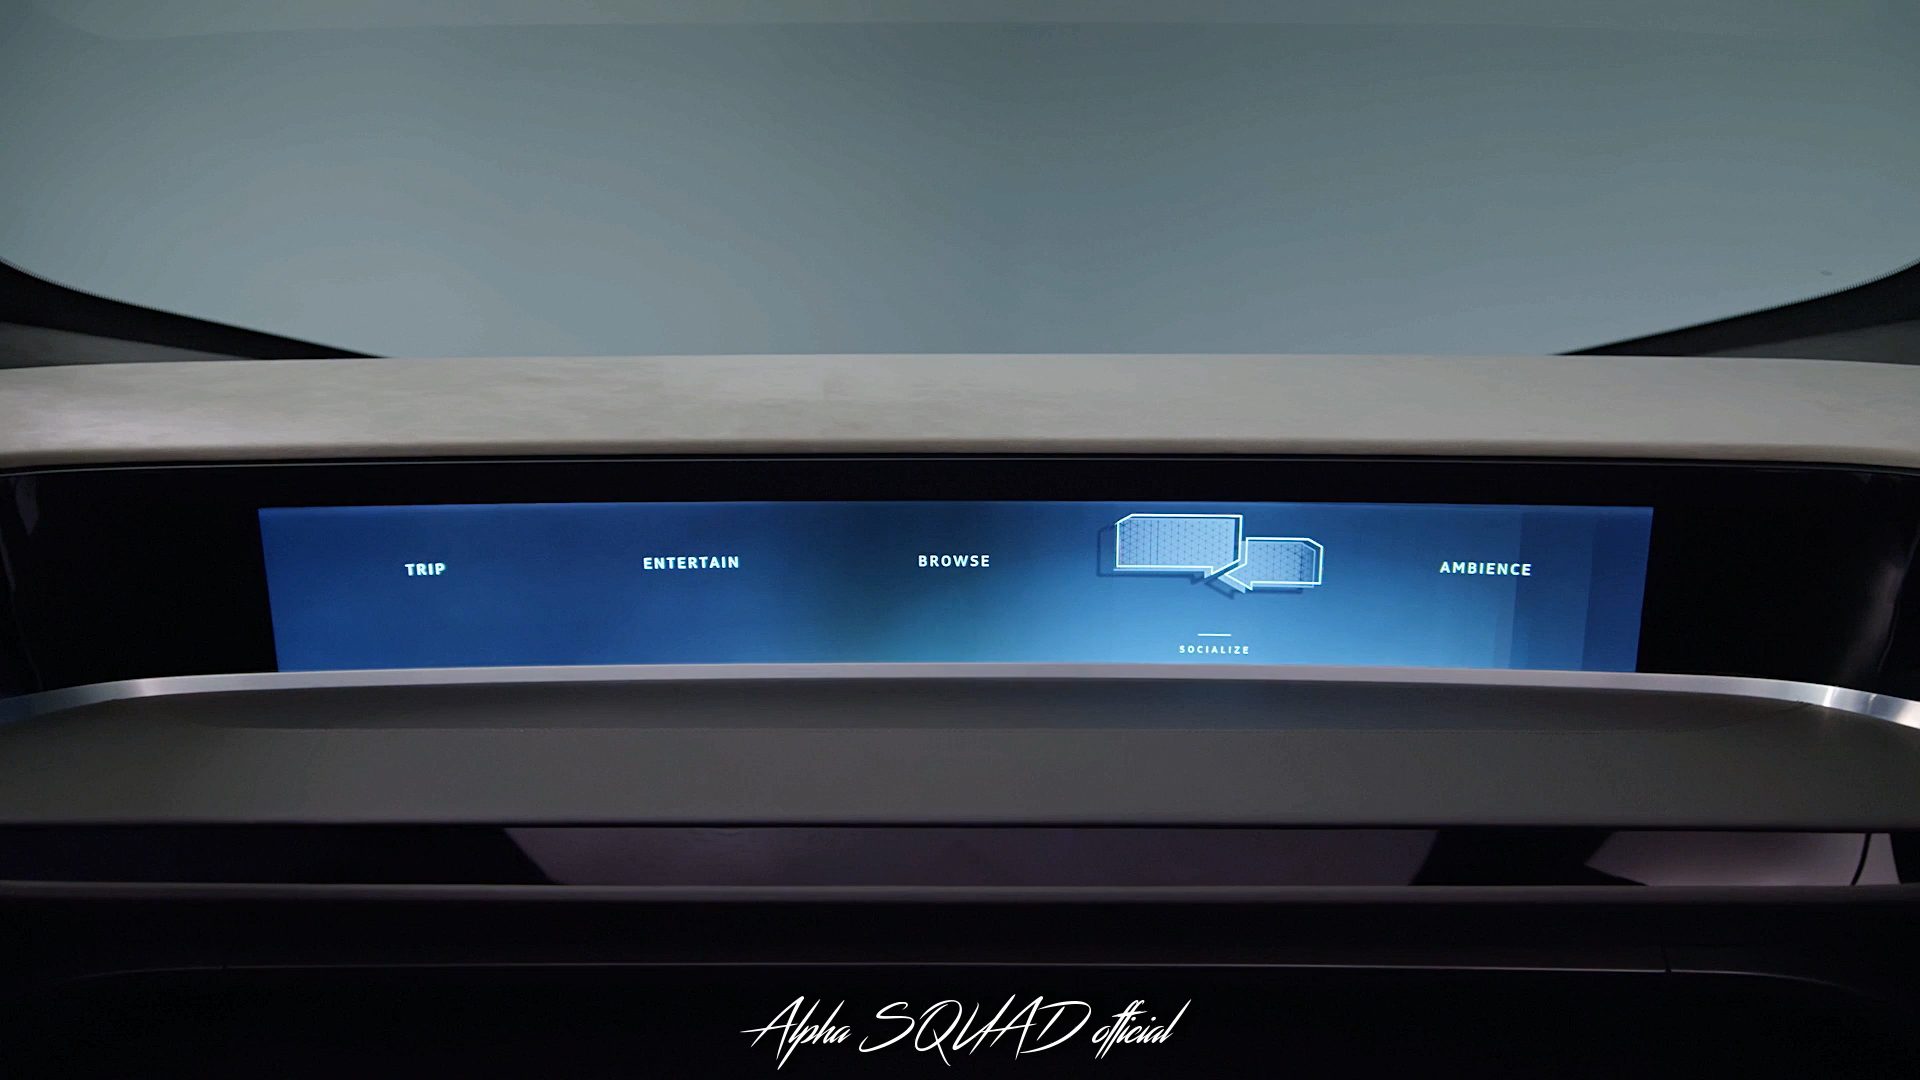 TRIP
ENTERTAIN
BROWSE
AMBIENCE
SOCIALIZE
Alpha SQUAD official